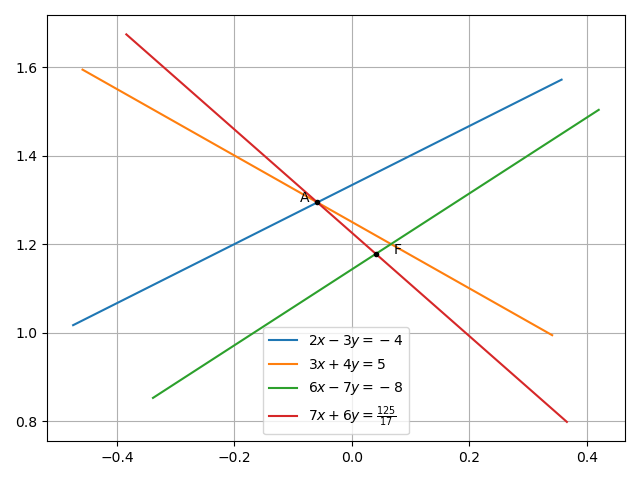 1.6
1.4
1.2
1.0
0.8
A
F
2x − 3y = −4
3x + 4y = 5
6x − 7y = −8
7x + 6y = 125/17
−0.4 −0.2 0.0 0.2 0.4